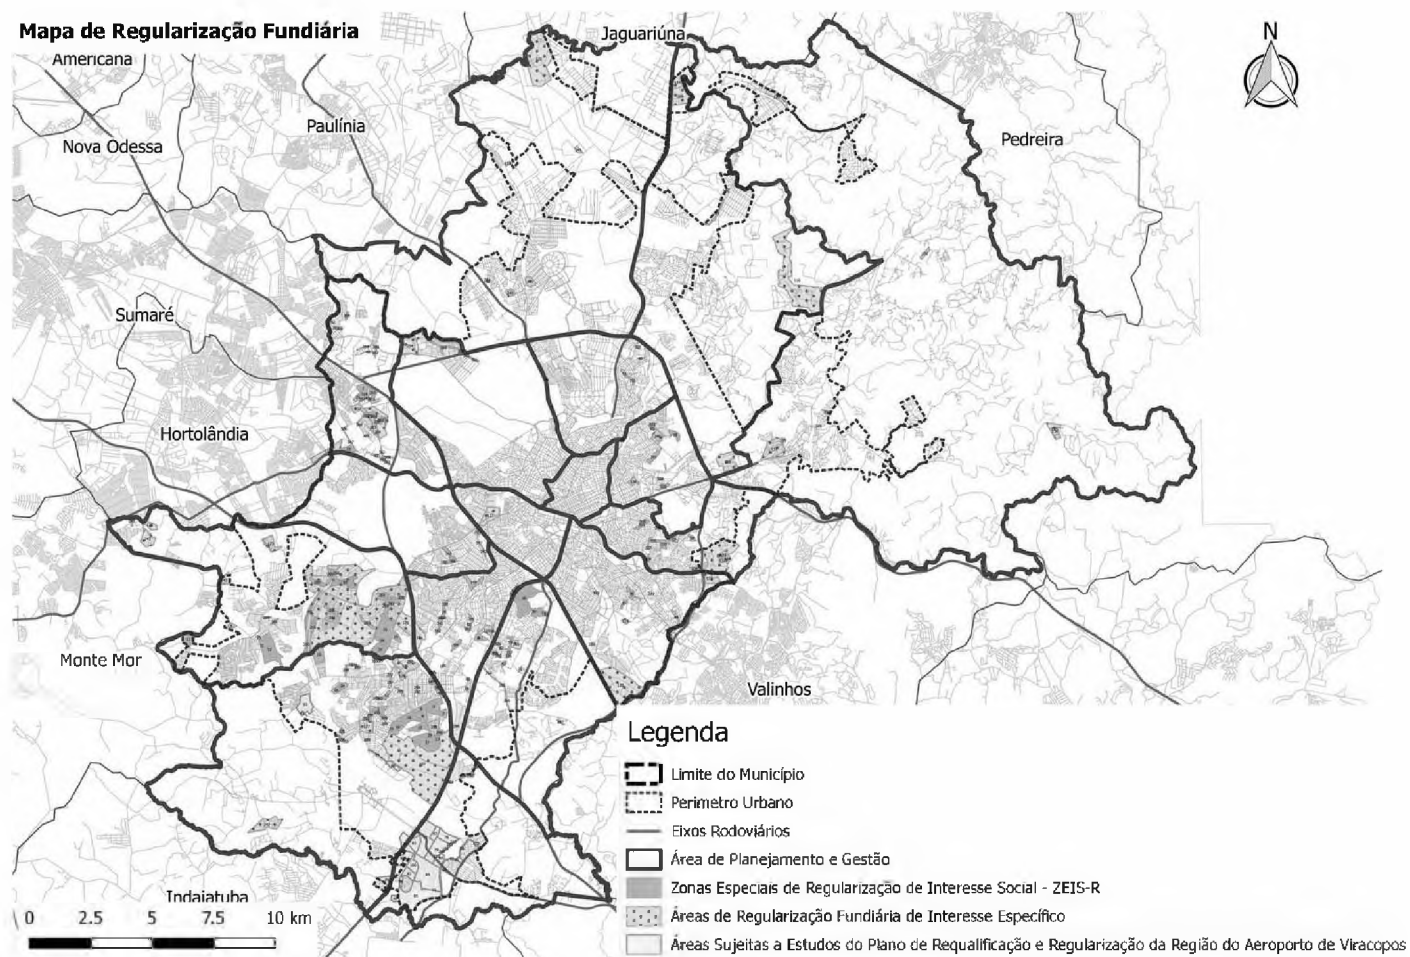 Mapa de Regularização Fundiária
Jaguariúna
N
Americana
Paulínia
Nova Odessa
Pedreira
Sumaré
Hortolândia
Monte Mor
Valinhos
Legenda
Limite do Município
Perimetro Urbano
Eixos Rodoviários
Área de Planejamento e Gestão
Zonas Especiais de Regularização de Interesse Social - ZEIS-R
Áreas de Regularização Fundiária de Interesse Específico
Áreas Sujeitas a Estudos do Plano de Requalificação e Regularização da Região do Aeroporto de Viracopos
Indaiatuba
0 2.5 5 7.5 10 km